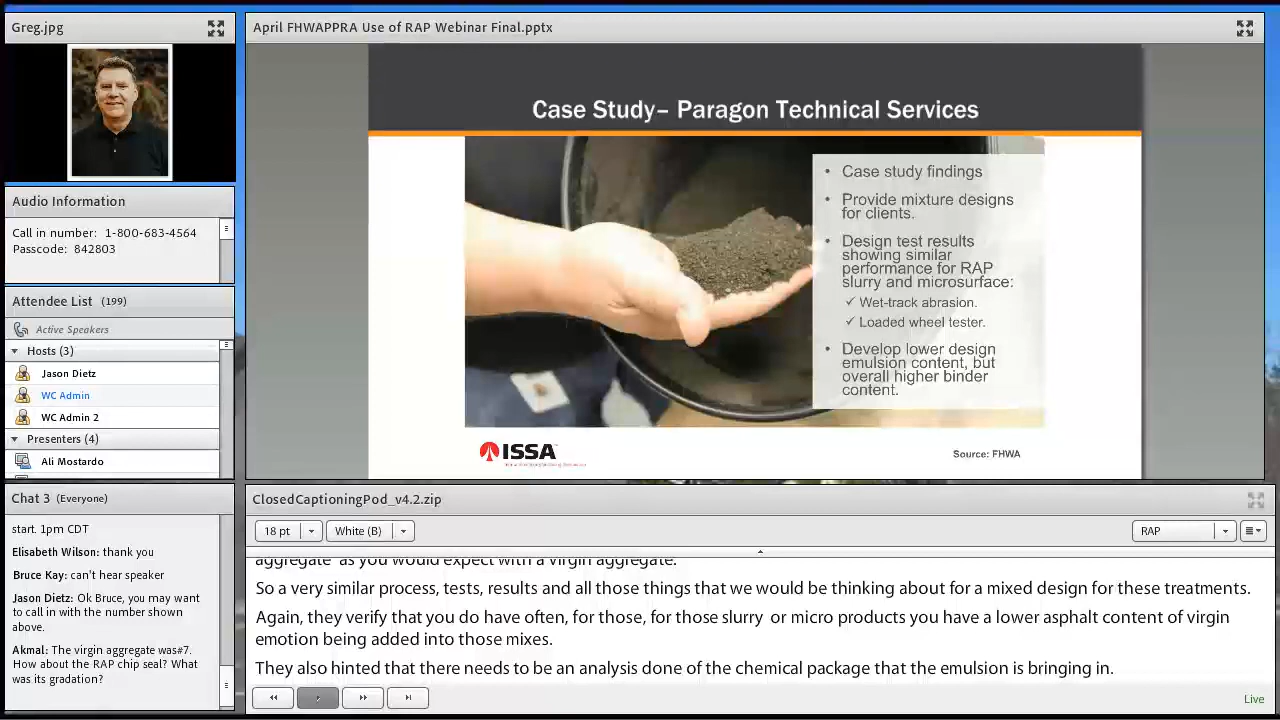 Greg.jpg
Audio Information
Call in number: 1-800-683-4564
Passcode: 842803
Attendee List (199)
Active Speakers
Hosts (3)
Jason Dietz
WC Admin
WC Admin 2
Presenters (4)
Ali Mostardo
Chat 3 (Everyone)
start. 1pm CDT
Elisabeth Wilson: thank you
Bruce Kay: can't hear speaker
Jason Dietz: Ok Bruce, you may want
to call in with the number shown
above.
Akmal: The virgin aggregate was#7.
How about the RAP chip seal? What
was its gradation?
April FHWAPPRA Use of RAP Webinar Final.pptx
Case Study– Paragon Technical Services
• Case study findings
• Provide mixture designs
for clients.
• Design test results
showing similar
performance for RAP
slurry and microsurface:
✓ Wet-track abrasion.
✓ Loaded wheel tester.
• Develop lower design
emulsion content, but
overall higher binder
content.
ISSA
Source: FHWA
ClosedCaptioningPod_v4.2.zip
18 pt
White (B)
RAP
aggregate as you would expect with a virgin aggregate.
So a very similar process, tests, results and all those things that we would be thinking about for a mixed design for these treatments.
Again, they verify that you do have often, for those, for those slurry or micro products you have a lower asphalt content of virgin
emotion being added into those mixes.
They also hinted that there needs to be an analysis done of the chemical package that the emulsion is bringing in.
Live